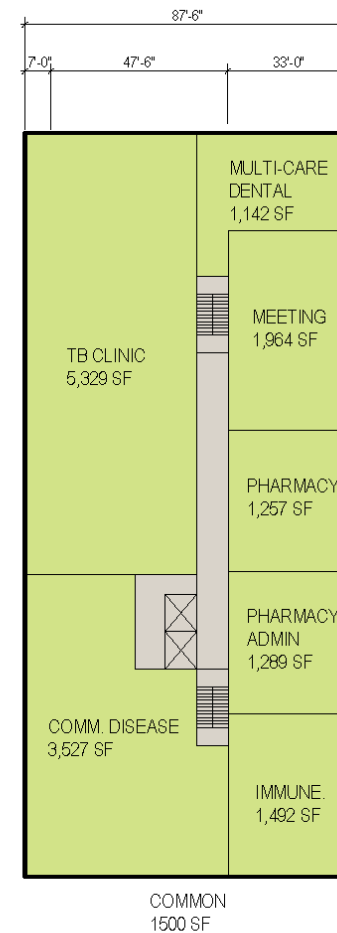 87'-6"
7'-0" 47'-6" 33'-0"
MULTI-CARE
DENTAL
1,142 SF
MEETING
1,964 SF
TB CLINIC
5,329 SF
PHARMACY
1,257 SF
PHARMACY
ADMIN
1,289 SF
COMM. DISEASE
3,527 SF
IMMUNE.
1,492 SF
COMMON
1500 SF